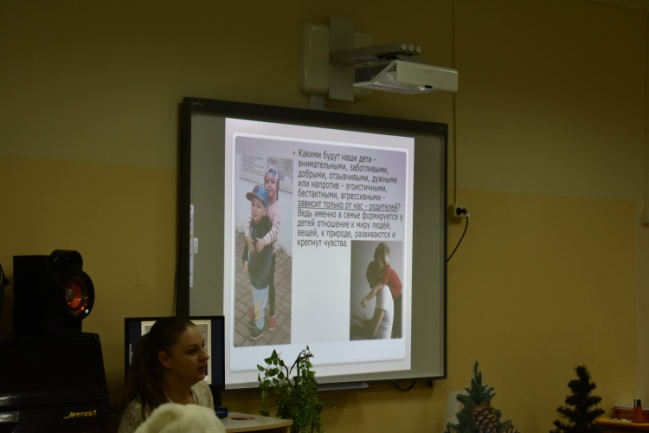 • Какими будут наши дети -
внимательными, заботливыми,
добрыми, отзывчивыми, дужными
или напротив - эгоистичными,
бестактными, агрессивными -
зависит только от нас - родителей?
Ведь именно в семье формируется у
детей отношение к миру людей,
вещей, к природе, развиваются и
крепнут чувства.